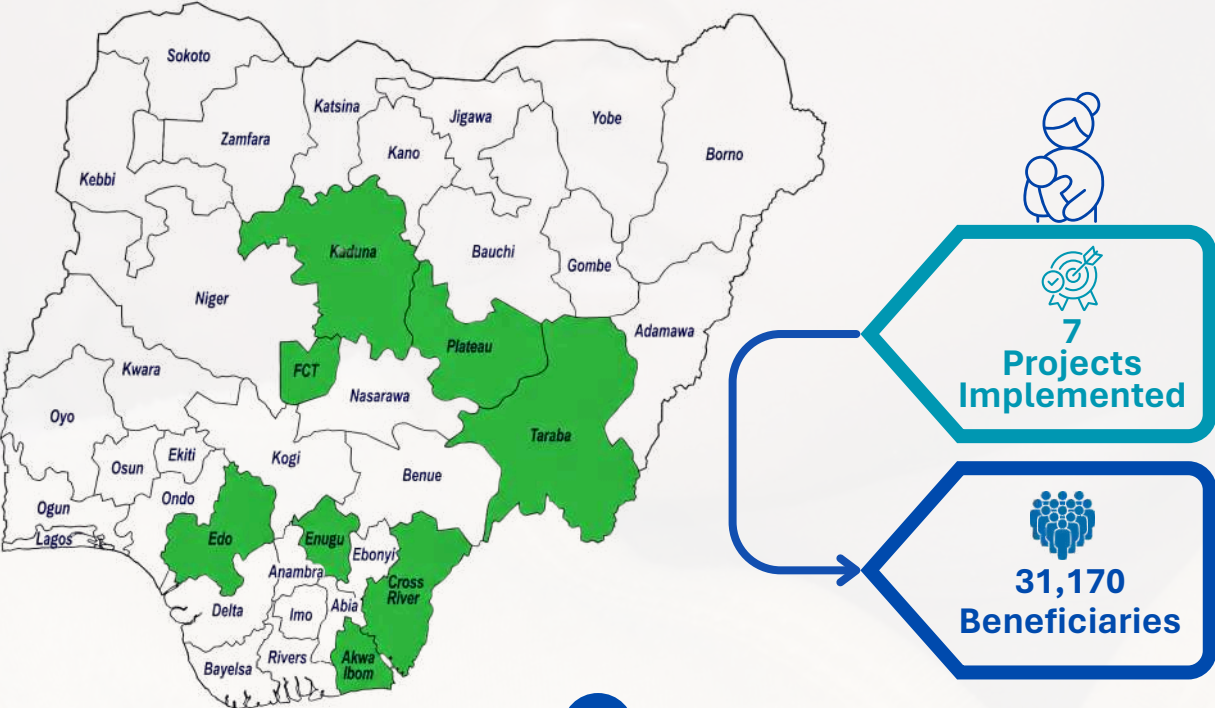 Sokoto
Katsina
Jigawa
Yobe
Zamfara
Kano
Borno
Kebbi
Kaduna
Bauchi
Gombe
Niger
Adamawa
Plateau
FCT
Kwara
Nasarawa
Oyo
Taraba
Ekiti
Osun
Kogi
Benue
Ondo
Ogun
Lagos
Edo
Enugu
Ebonyi
Anambra
Cross
River
Delta
Imo
Abia
Bayelsa
Rivers
Akwa
Ibom
7
Projects
Implemented
31,170
Beneficiaries